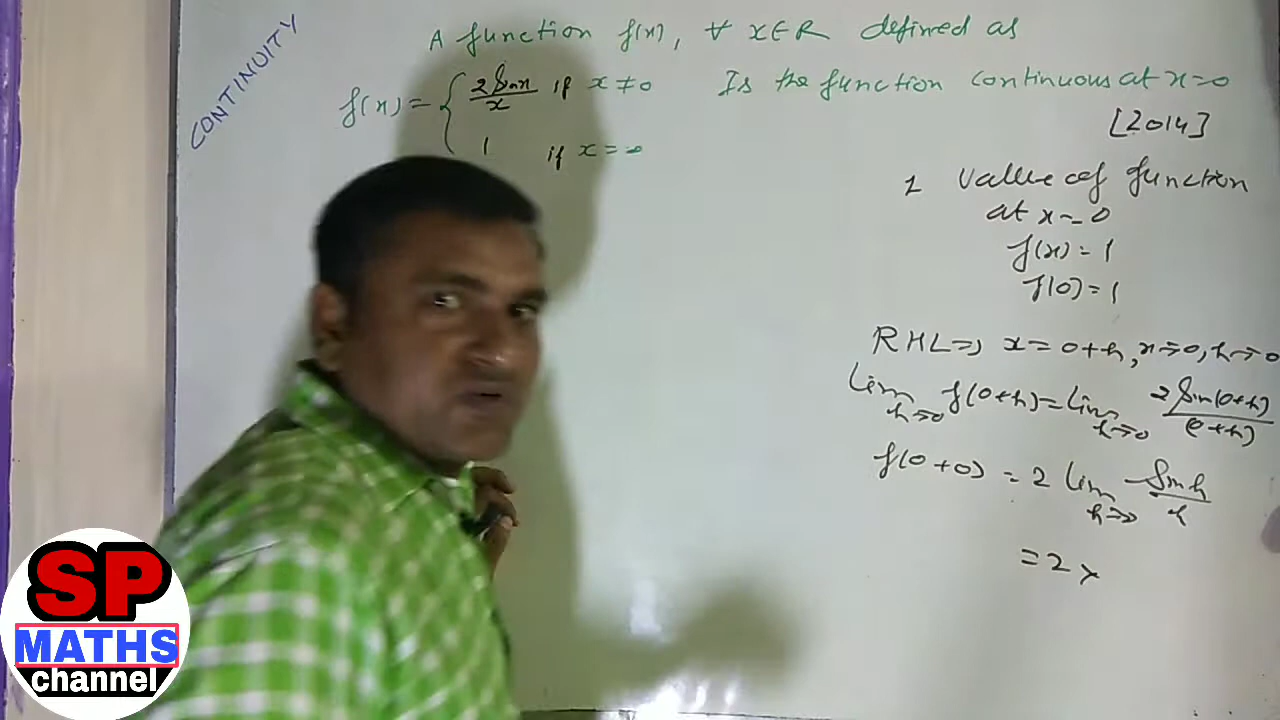 CONTINUITY
A function f(x), ∀ x∈R defined as
f(x) = { 2 Sin x / x if x ≠ 0 Is the function continuous at x=0
1 if x = 0
[2014]
1 Value of function
at x = 0
f(x) = 1
f(0) = 1
RHL ⇒ x = 0+h, x→0, h→0
lim h→0 f(0+h) = lim h→0 2 Sin(0+h) / (0+h)
f(0+0) = 2 lim h→0 Sin h / h
= 2 ×
SP
MATHS
channel